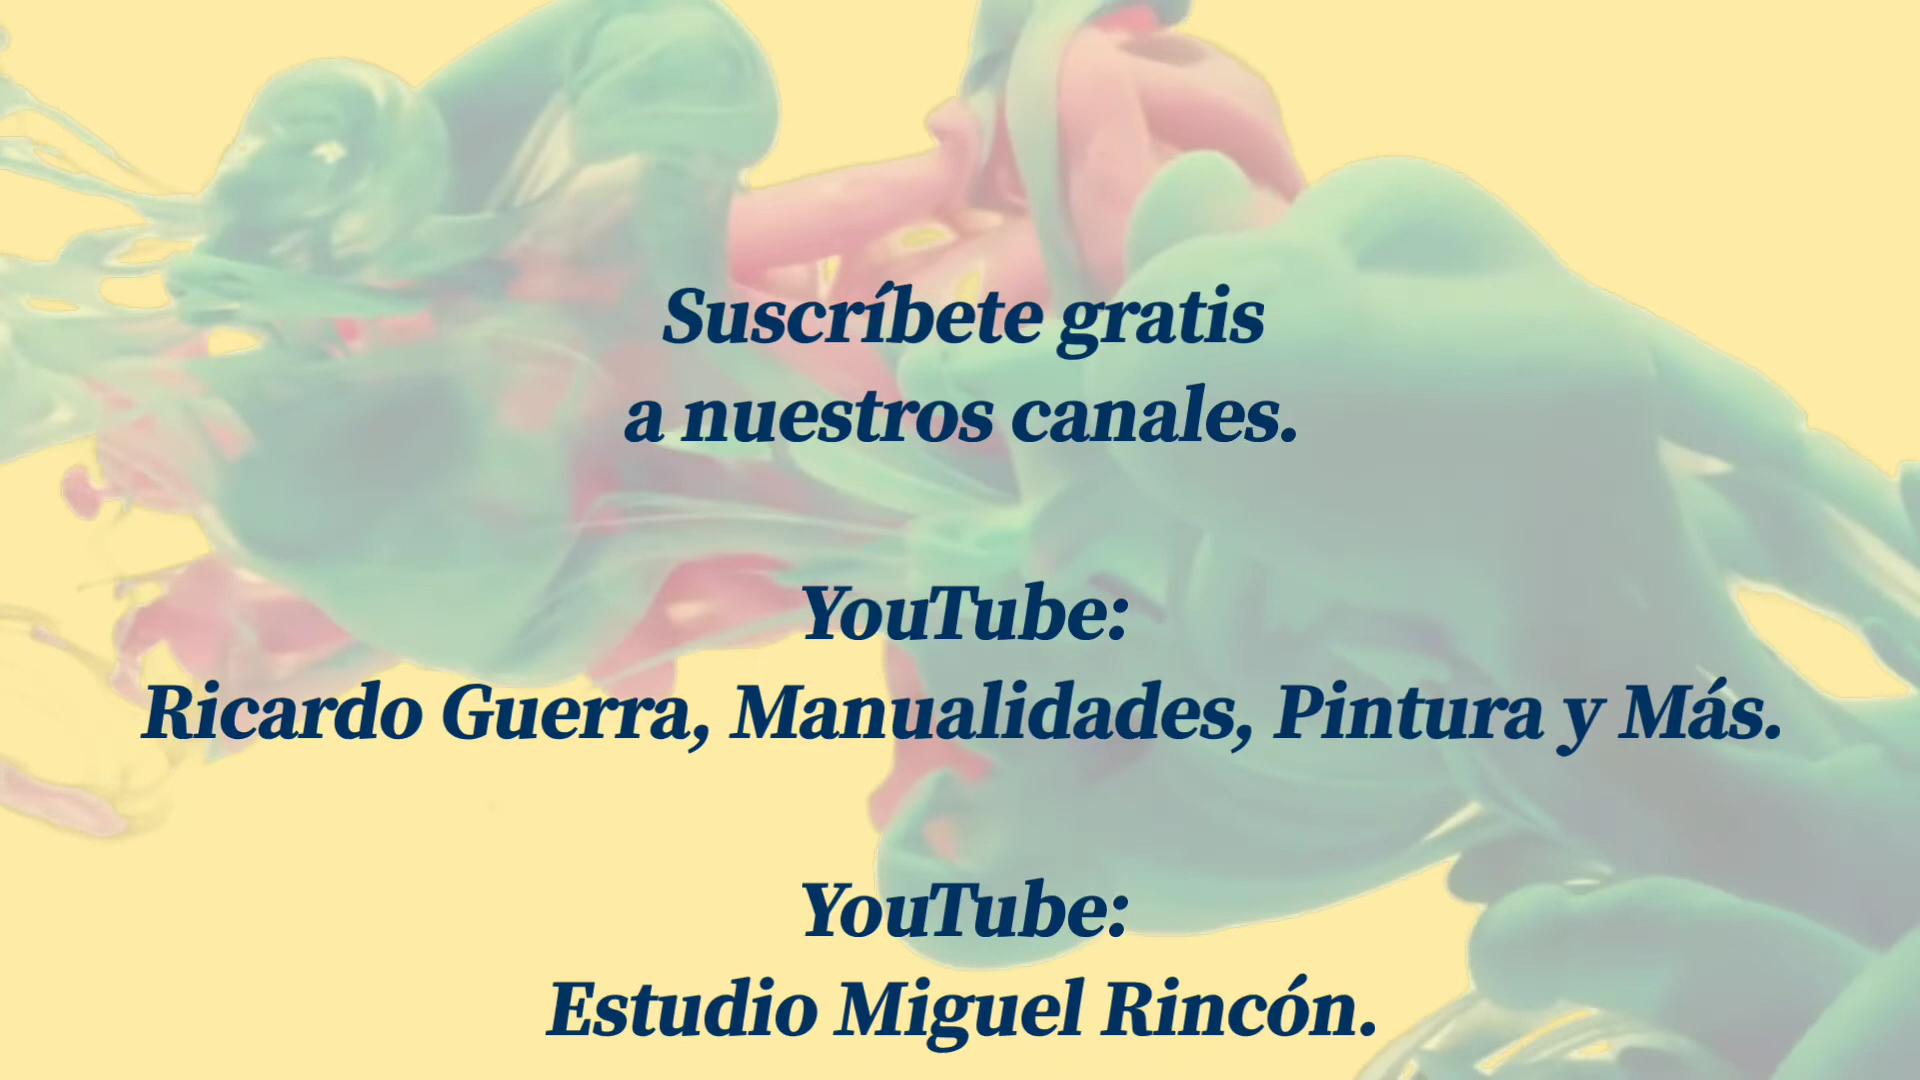 Suscríbete gratis
a nuestros canales.
YouTube:
Ricardo Guerra, Manualidades, Pintura y Más.
YouTube:
Estudio Miguel Rincón.